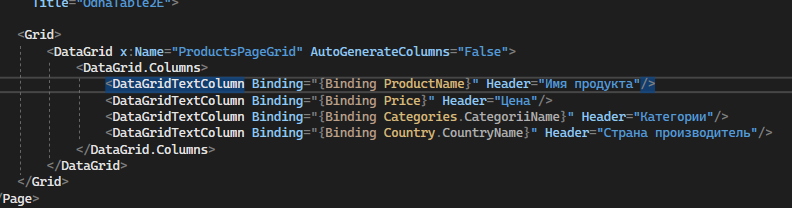 Title="OdnaTable2E">
<Grid>
<DataGrid x:Name="ProductsPageGrid" AutoGenerateColumns="False">
<DataGrid.Columns>
<DataGridTextColumn Binding="{Binding ProductName}" Header="Имя продукта"/>
<DataGridTextColumn Binding="{Binding Price}" Header="Цена"/>
<DataGridTextColumn Binding="{Binding Categories.CategoriiName}" Header="Категории"/>
<DataGridTextColumn Binding="{Binding Country.CountryName}" Header="Страна производитель"/>
</DataGrid.Columns>
</DataGrid>
</Grid>
/Page>